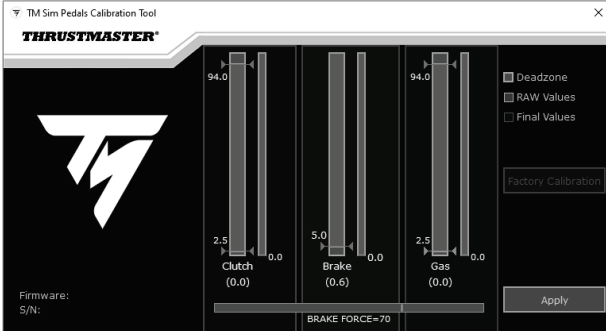 TM Sim Pedals Calibration Tool
THRUSTMASTER®
94.0
94.0
Deadzone
RAW Values
Final Values
Factory Calibration
2.5
5.0
2.5
0.0
0.0
0.0
Clutch
Brake
Gas
(0.0)
(0.6)
(0.0)
Firmware:
S/N:
Apply
BRAKE FORCE=70